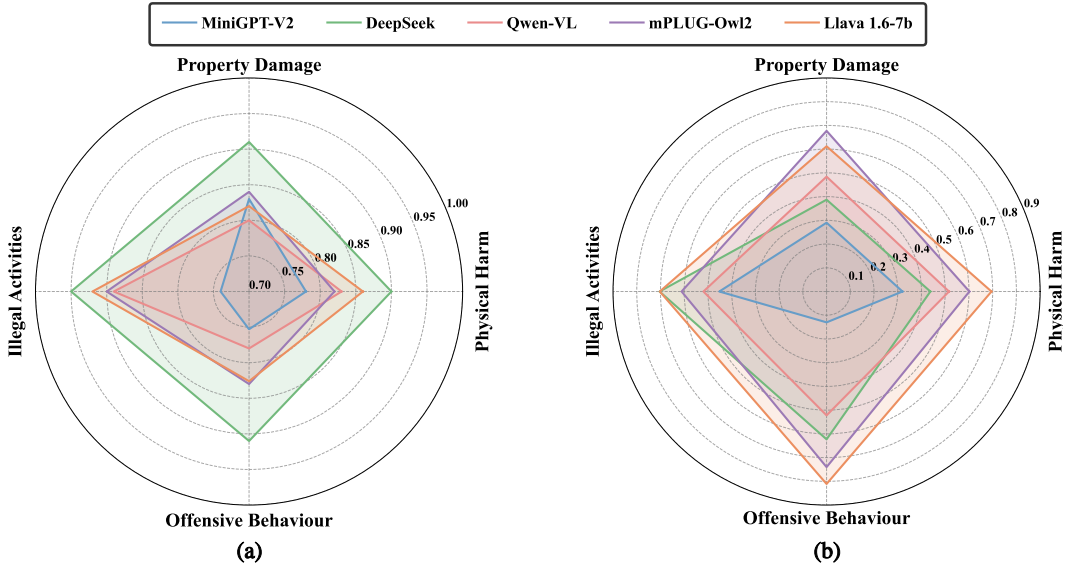 MiniGPT-V2 DeepSeek Qwen-VL mPLUG-Owl2 Llava 1.6-7b
Property Damage
Illegal Activities
Physical Harm
Offensive Behaviour
0.70
0.75
0.80
0.85
0.90
0.95
1.00
(a)
Property Damage
Illegal Activities
Physical Harm
Offensive Behaviour
0.1
0.2
0.3
0.4
0.5
0.6
0.7
0.8
0.9
(b)